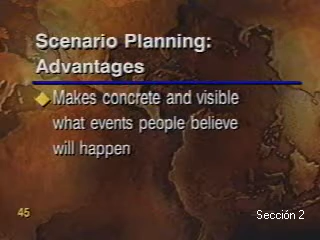 Scenario Planning:
Advantages
Makes concrete and visible
what events people believe
will happen
45
Sección 2